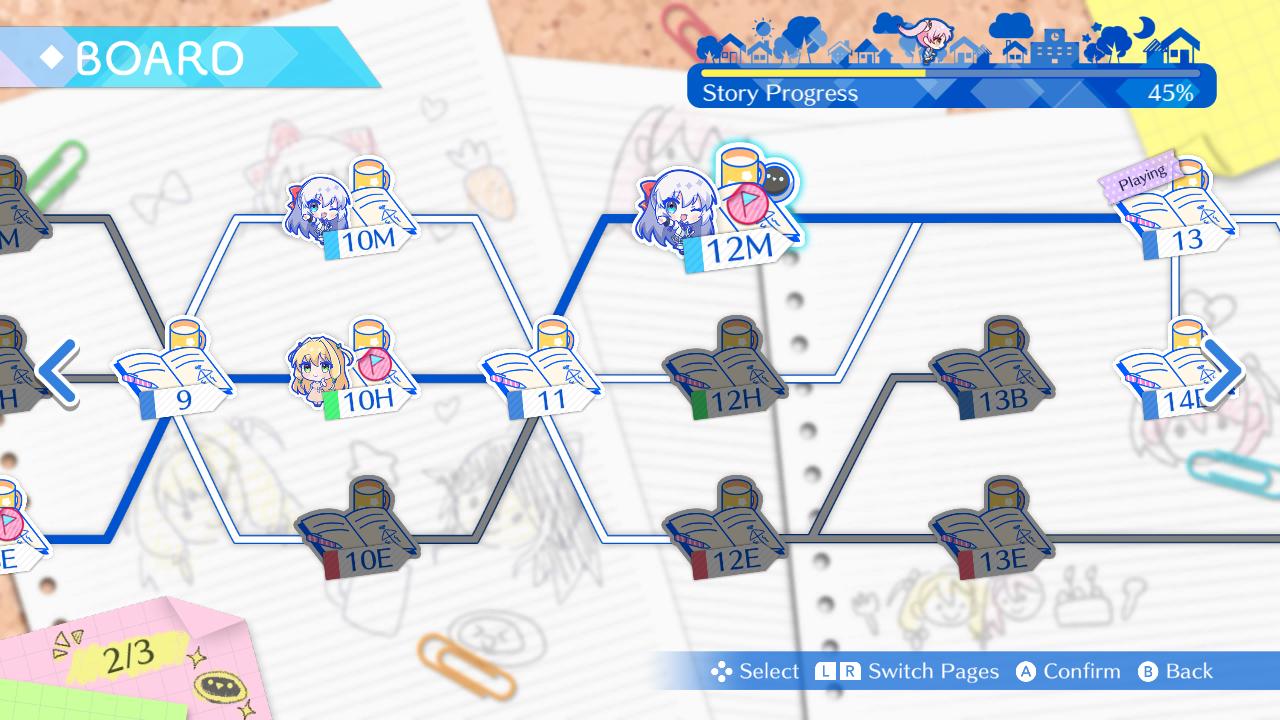 BOARD
Story Progress
45%
Playing
M
10M
12M
13
H
9
10H
11
12H
13B
14E
E
10E
12E
13E
2/3
L R
Select
Switch Pages
A
Confirm
B
Back